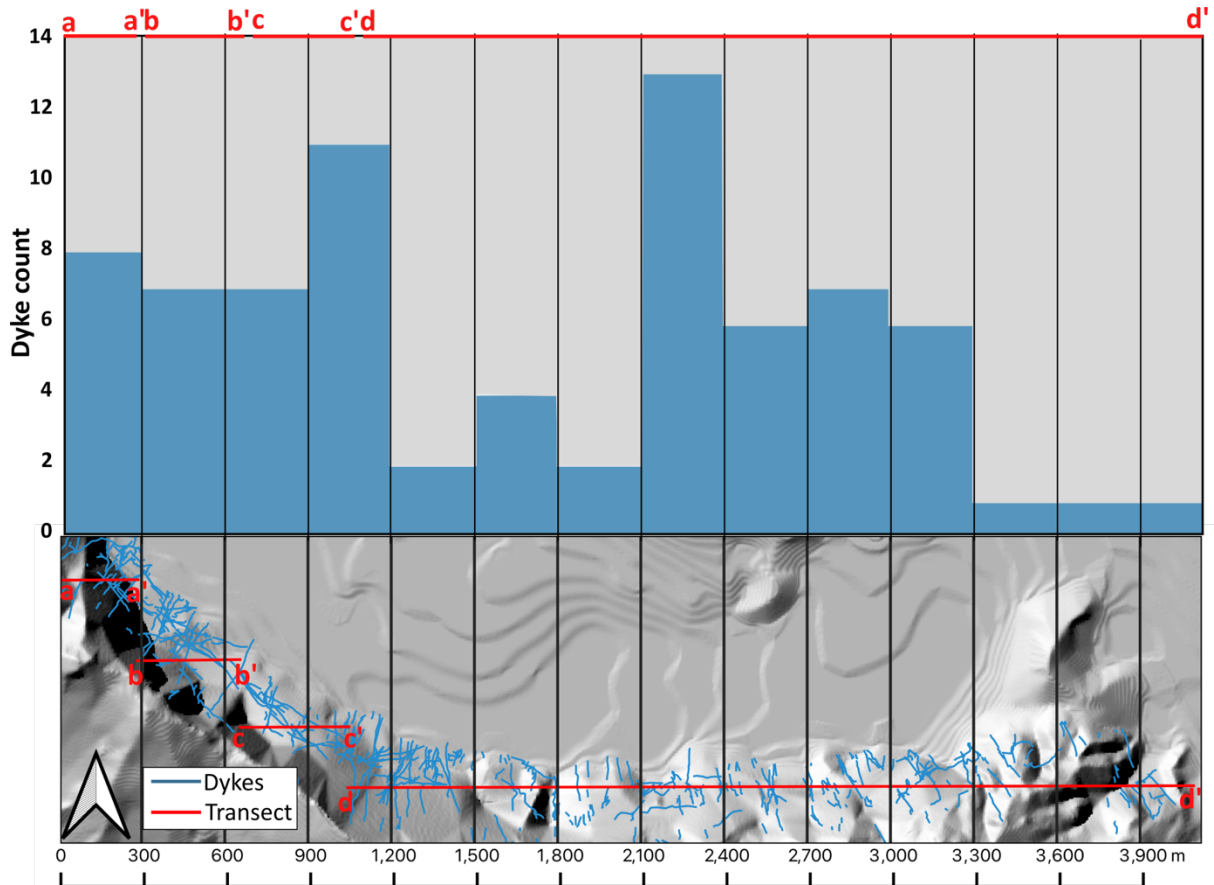 a a'b b'c c'd d'
14
12
10
8
6
4
2
0
Dyke count
a a'
b b'
c c'
d d'
Dykes
Transect
0 300 600 900 1,200 1,500 1,800 2,100 2,400 2,700 3,000 3,300 3,600 3,900 m